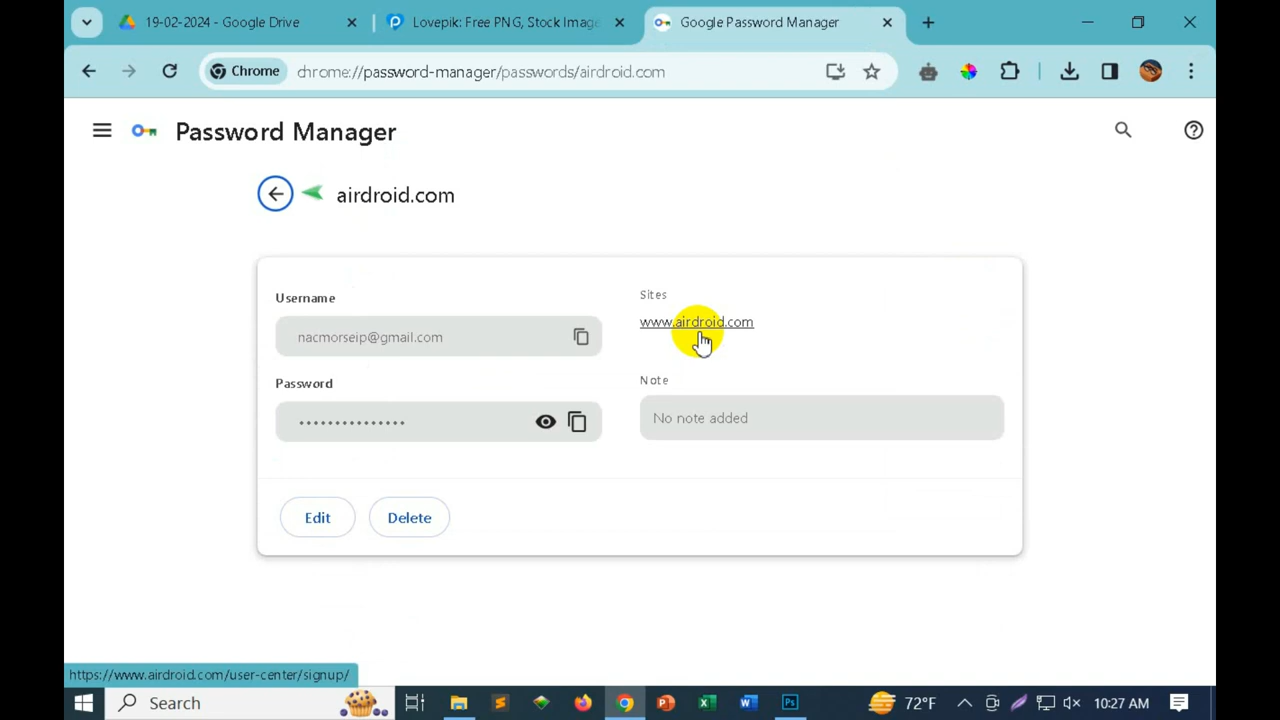 19-02-2024 - Google Drive
Lovepik: Free PNG, Stock Image
Google Password Manager
Chrome
chrome://password-manager/passwords/airdroid.com
Password Manager
airdroid.com
Username
nacmorseip@gmail.com
Password
Sites
www.airdroid.com
Note
No note added
Edit
Delete
https://www.airdroid.com/user-center/signup/
Search
72°F
10:27 AM